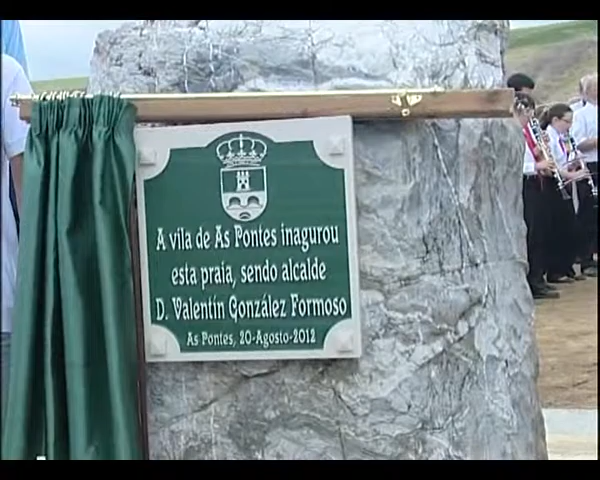 A vila de As Pontes inagurou
esta praia, sendo alcalde
D. Valentín González Formoso
As Pontes, 20-AGOSTO-2012